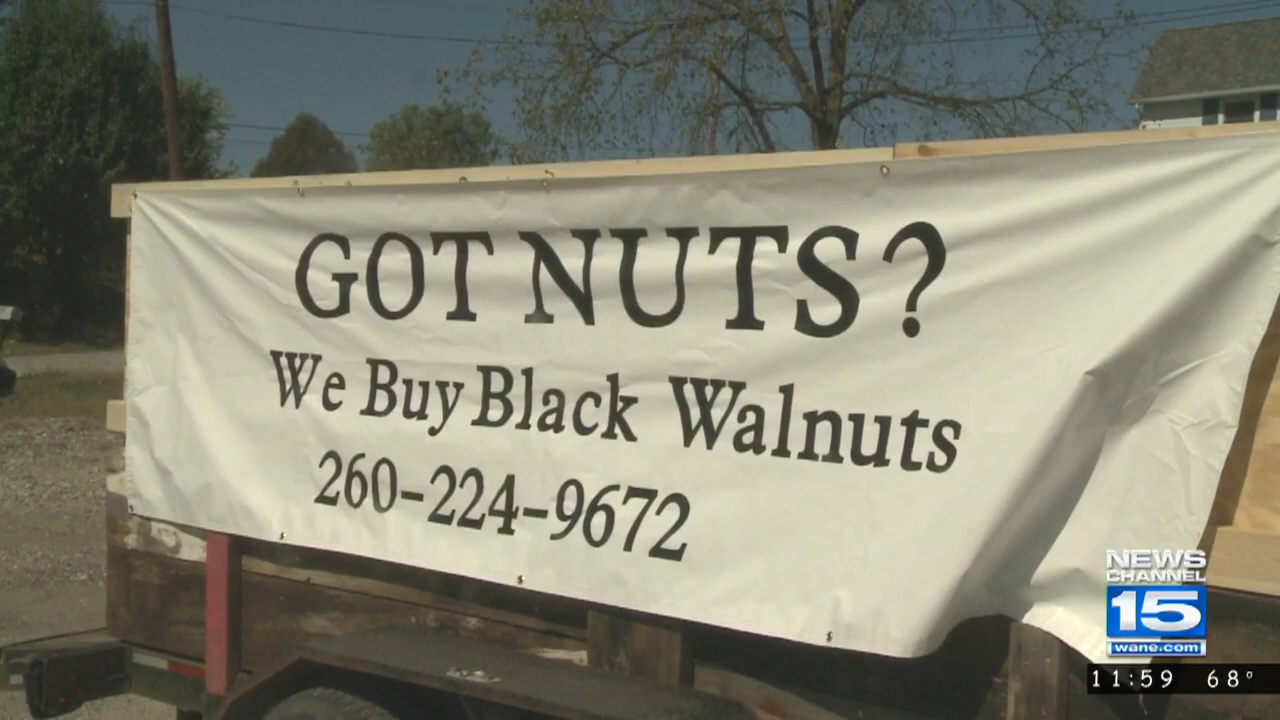 GOT NUTS?
We Buy Black Walnuts
260-224-9672
NEWS
CHANNEL
15
wane.com
11:59 68°